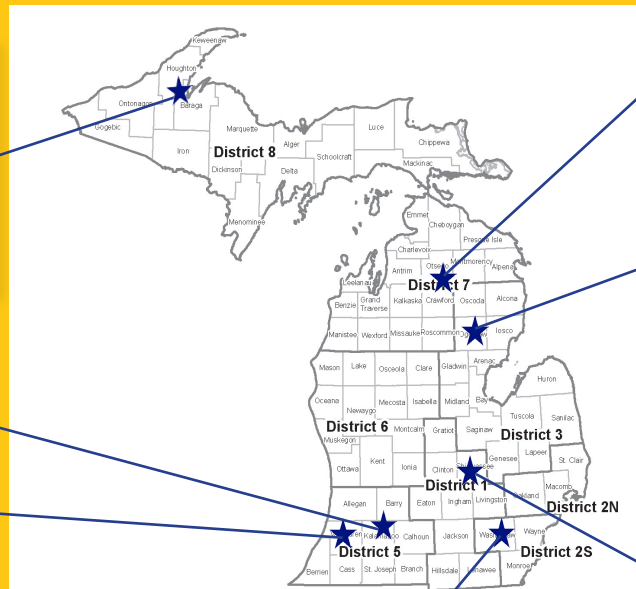 Keweenaw
Houghton
Ontonagon
Baraga
Gogebic
Iron
Marquette
Dickinson
District 8
Alger
Delta
Schoolcraft
Luce
Chippewa
Mackinac
Menominee
Emmet
Cheboygan
Presque Isle
Charlevoix
Leelanau
Antrim
Otsego
Montmorency
Alpena
District 7
Benzie
Grand
Traverse
Kalkaska
Crawford
Oscoda
Alcona
Manistee
Wexford
Missaukee
Roscommon
Iosco
Arenac
Mason
Lake
Osceola
Clare
Gladwin
Huron
Oceana
Newaygo
Mecosta
Isabella
Midland
Bay
Tuscola
Sanilac
District 6
Montcalm
Gratiot
Saginaw
District 3
Muskegon
Ottawa
Kent
Ionia
Clinton
Genesee
Lapeer
St. Clair
District 1
Macomb
Allegan
Barry
Eaton
Ingham
Livingston
Oakland
District 2N
Calhoun
Jackson
Wayne
District 5
District 2S
Berrien
Cass
St. Joseph
Branch
Hillsdale
Monroe